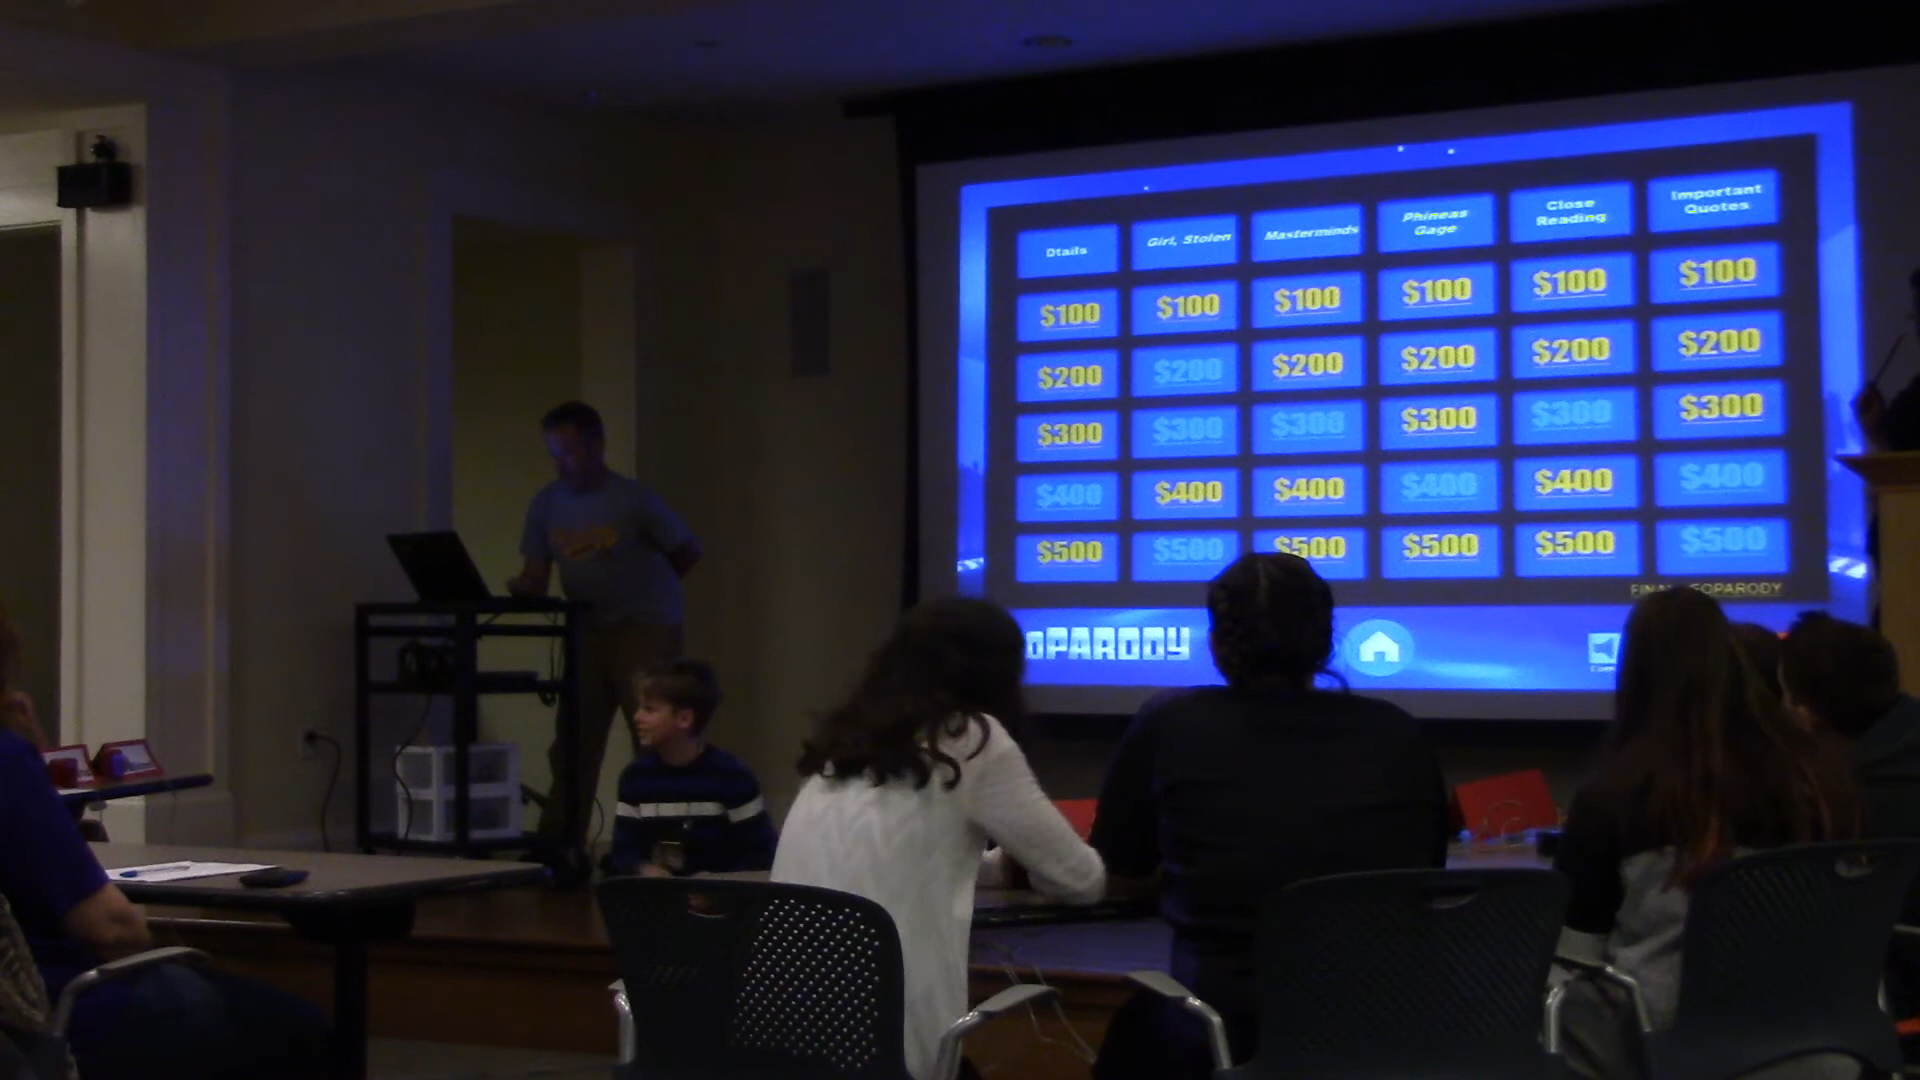 Dtails
Girl, Stolen
Masterminds
Phineas
Gage
Close
Reading
Important
Quotes
$100 $100 $100 $100 $100 $100
$200 $200 $200 $200 $200 $200
$300 $300 $300 $300 $300 $300
$400 $400 $400 $400 $400 $400
$500 $500 $500 $500 $500 $500
OPARODY